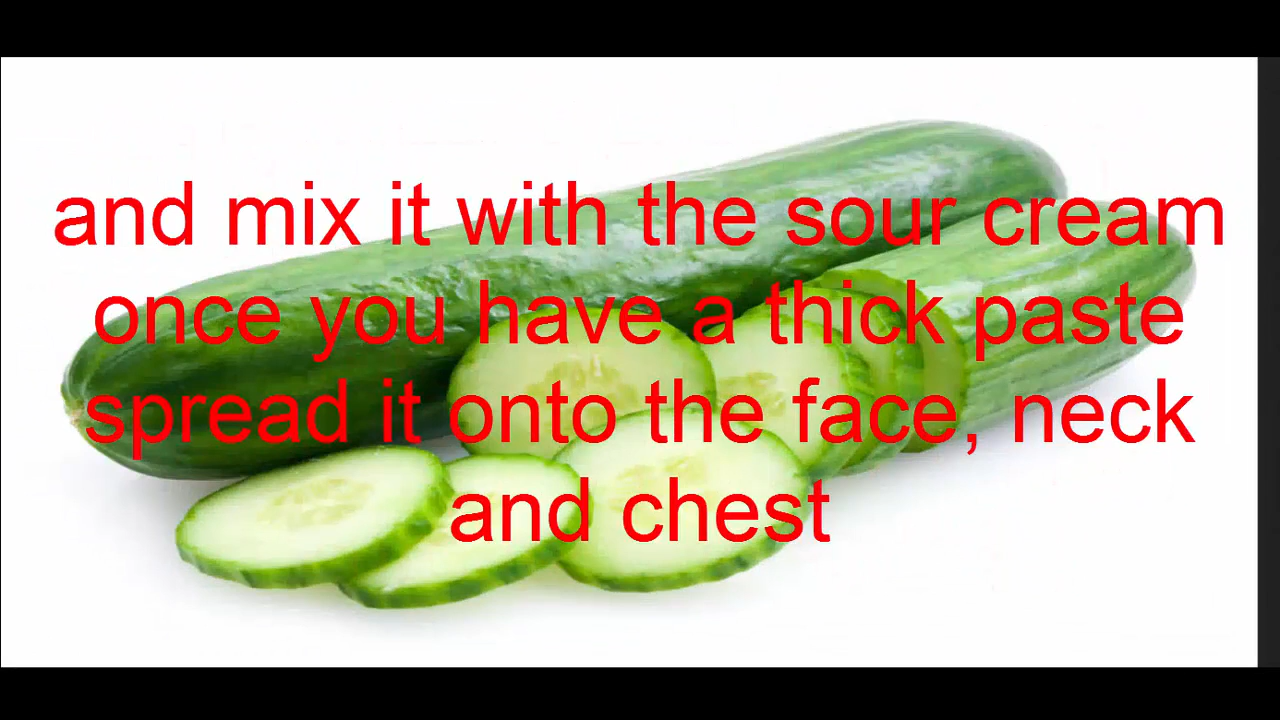 and mix it with the sour cream
once you have a thick paste
spread it onto the face, neck
and chest